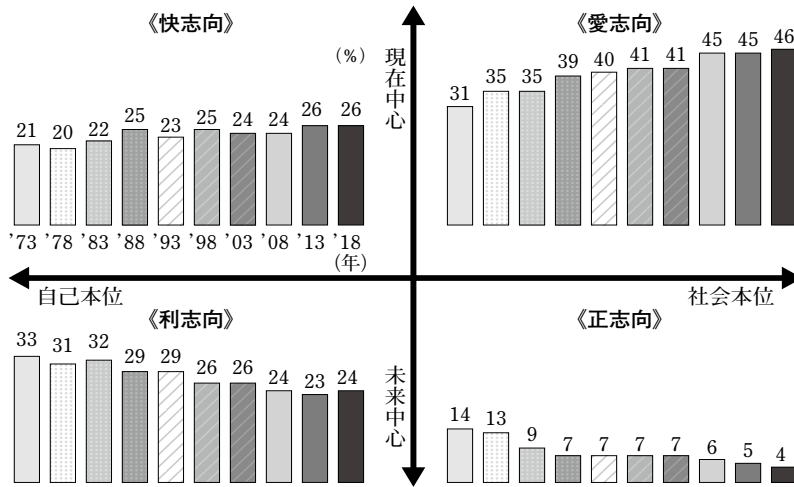 《快志向》
(%)
21 20 22 25 23 25 24 24 26 26
'73 '78 '83 '88 '93 '98 '03 '08 '13 '18
(年)
現在中心
《愛志向》
31 35 35 39 40 41 41 45 45 46
自己本位
社会本位
《利志向》
33 31 32 29 29 26 26 24 23 24
未来中心
《正志向》
14 13 9 7 7 7 7 6 5 4